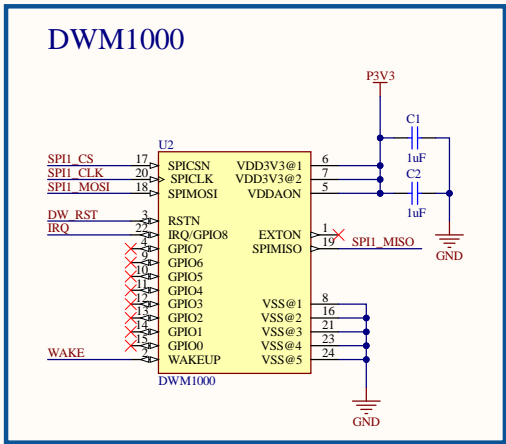 DWM1000
P3V3
C1
1uF
C2
1uF
GND
U2
SPI1_CS 17 SPICSN VDD3V3@1 6
SPI1_CLK 20 SPICLK VDD3V3@2 7
SPI1_MOSI 18 SPIMOSI VDDAON 5
DW_RST 3 RSTN
IRQ 22 IRQ/GPIO8 EXTON 1
4 GPIO7 SPIMISO 19 SPI1_MISO
9 GPIO6
10 GPIO5
11 GPIO4
12 GPIO3 VSS@1 8
13 GPIO2 VSS@2 16
14 GPIO1 VSS@3 21
15 GPIO0 VSS@4 23
WAKE 2 WAKEUP VSS@5 24
DWM1000
GND